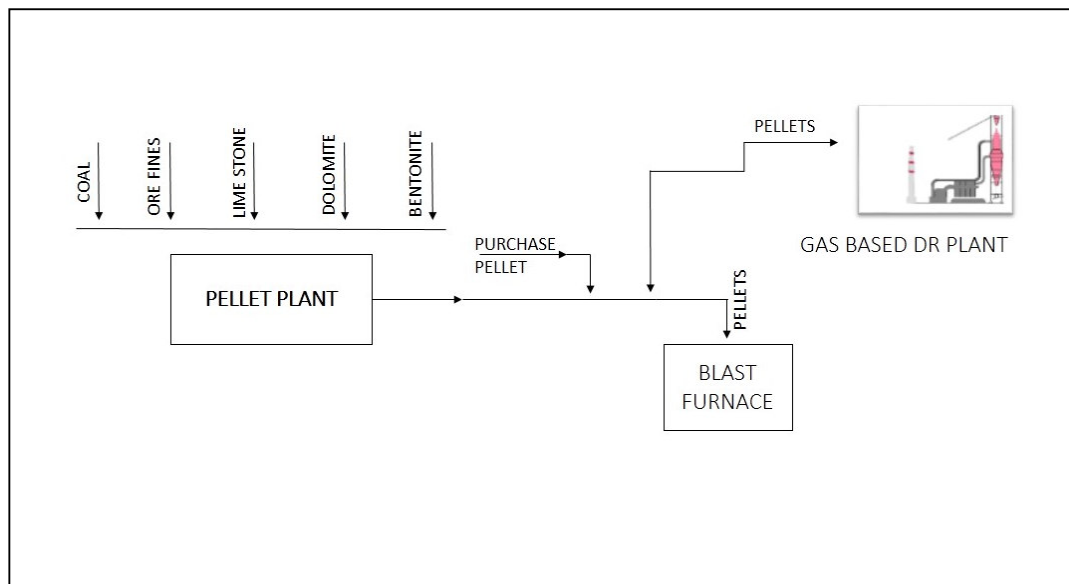 COAL
ORE FINES
LIME STONE
DOLOMITE
BENTONITE
PELLET PLANT
PURCHASE
PELLET
PELLETS
GAS BASED DR PLANT
PELLETS
BLAST
FURNACE